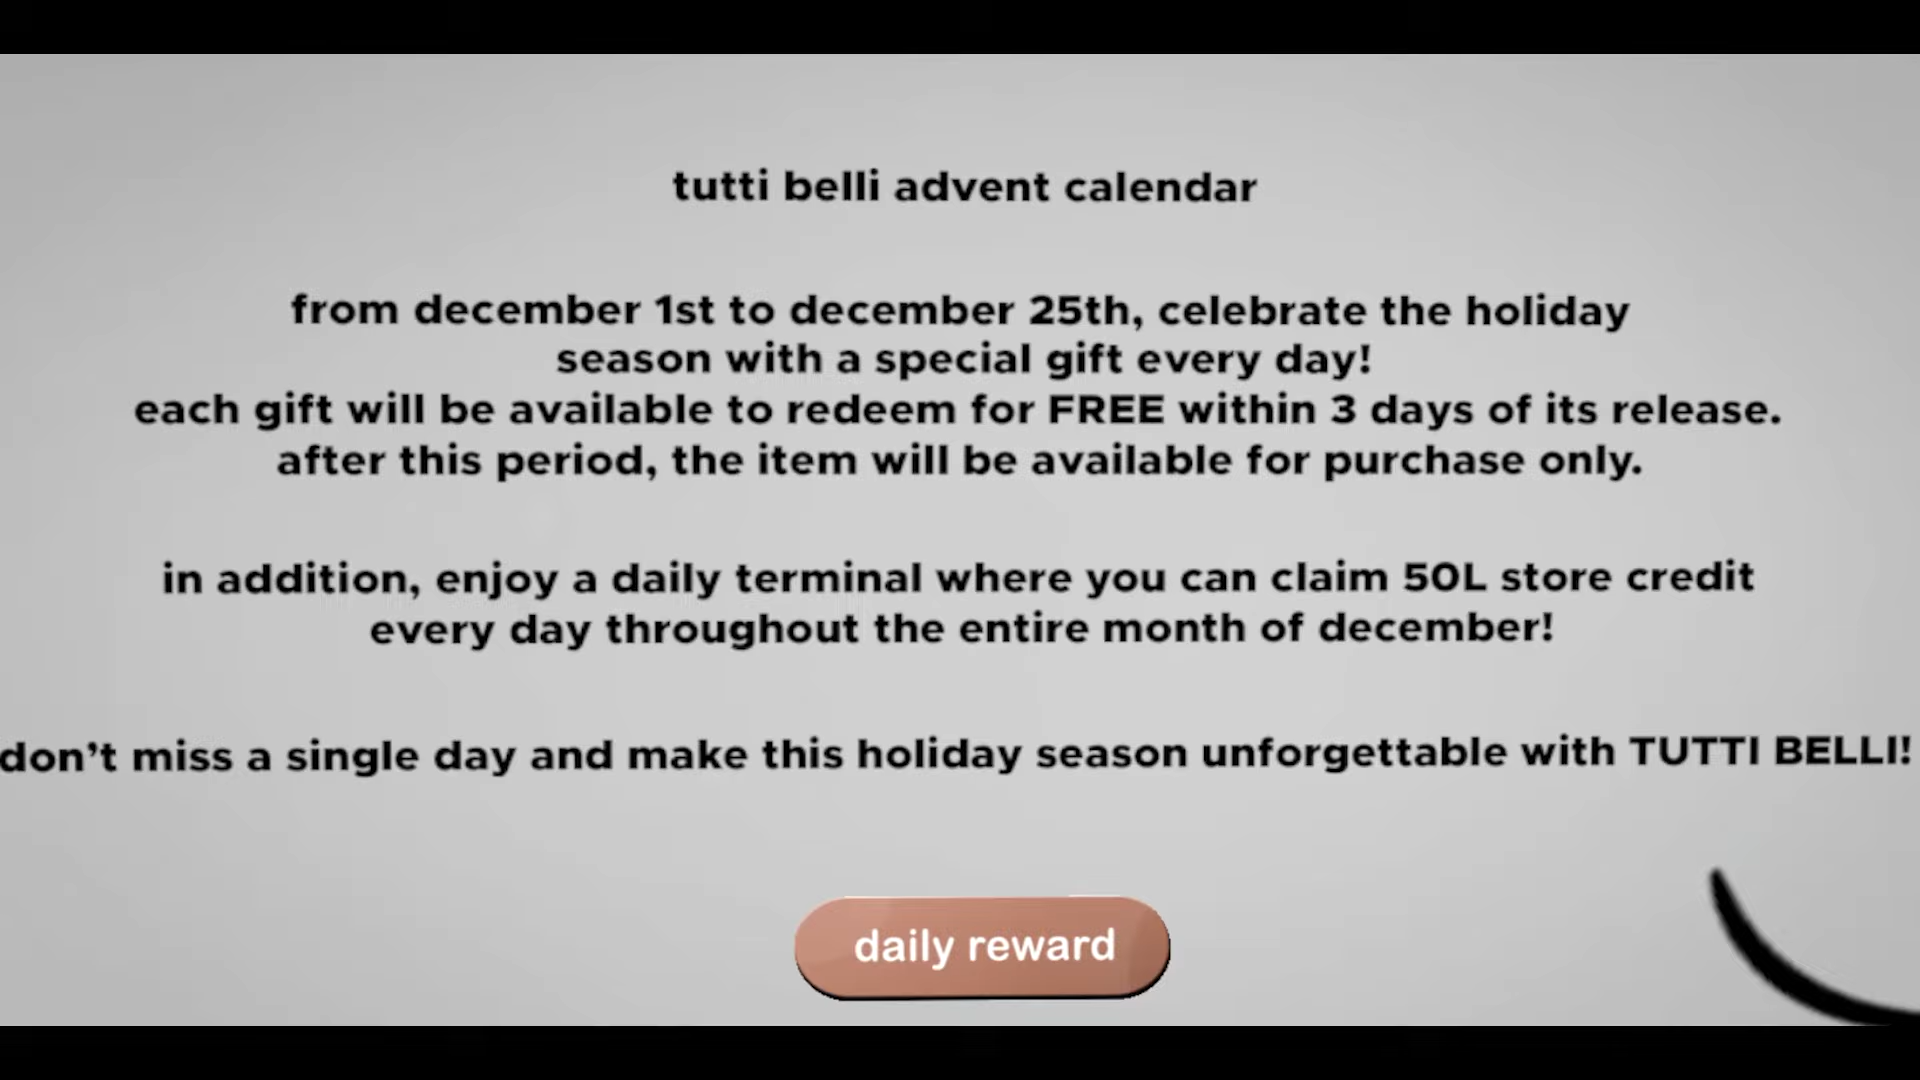 tutti belli advent calendar
from december 1st to december 25th, celebrate the holiday
season with a special gift every day!
each gift will be available to redeem for FREE within 3 days of its release.
after this period, the item will be available for purchase only.
in addition, enjoy a daily terminal where you can claim 50L store credit
every day throughout the entire month of december!
don’t miss a single day and make this holiday season unforgettable with TUTTI BELLI!
daily reward